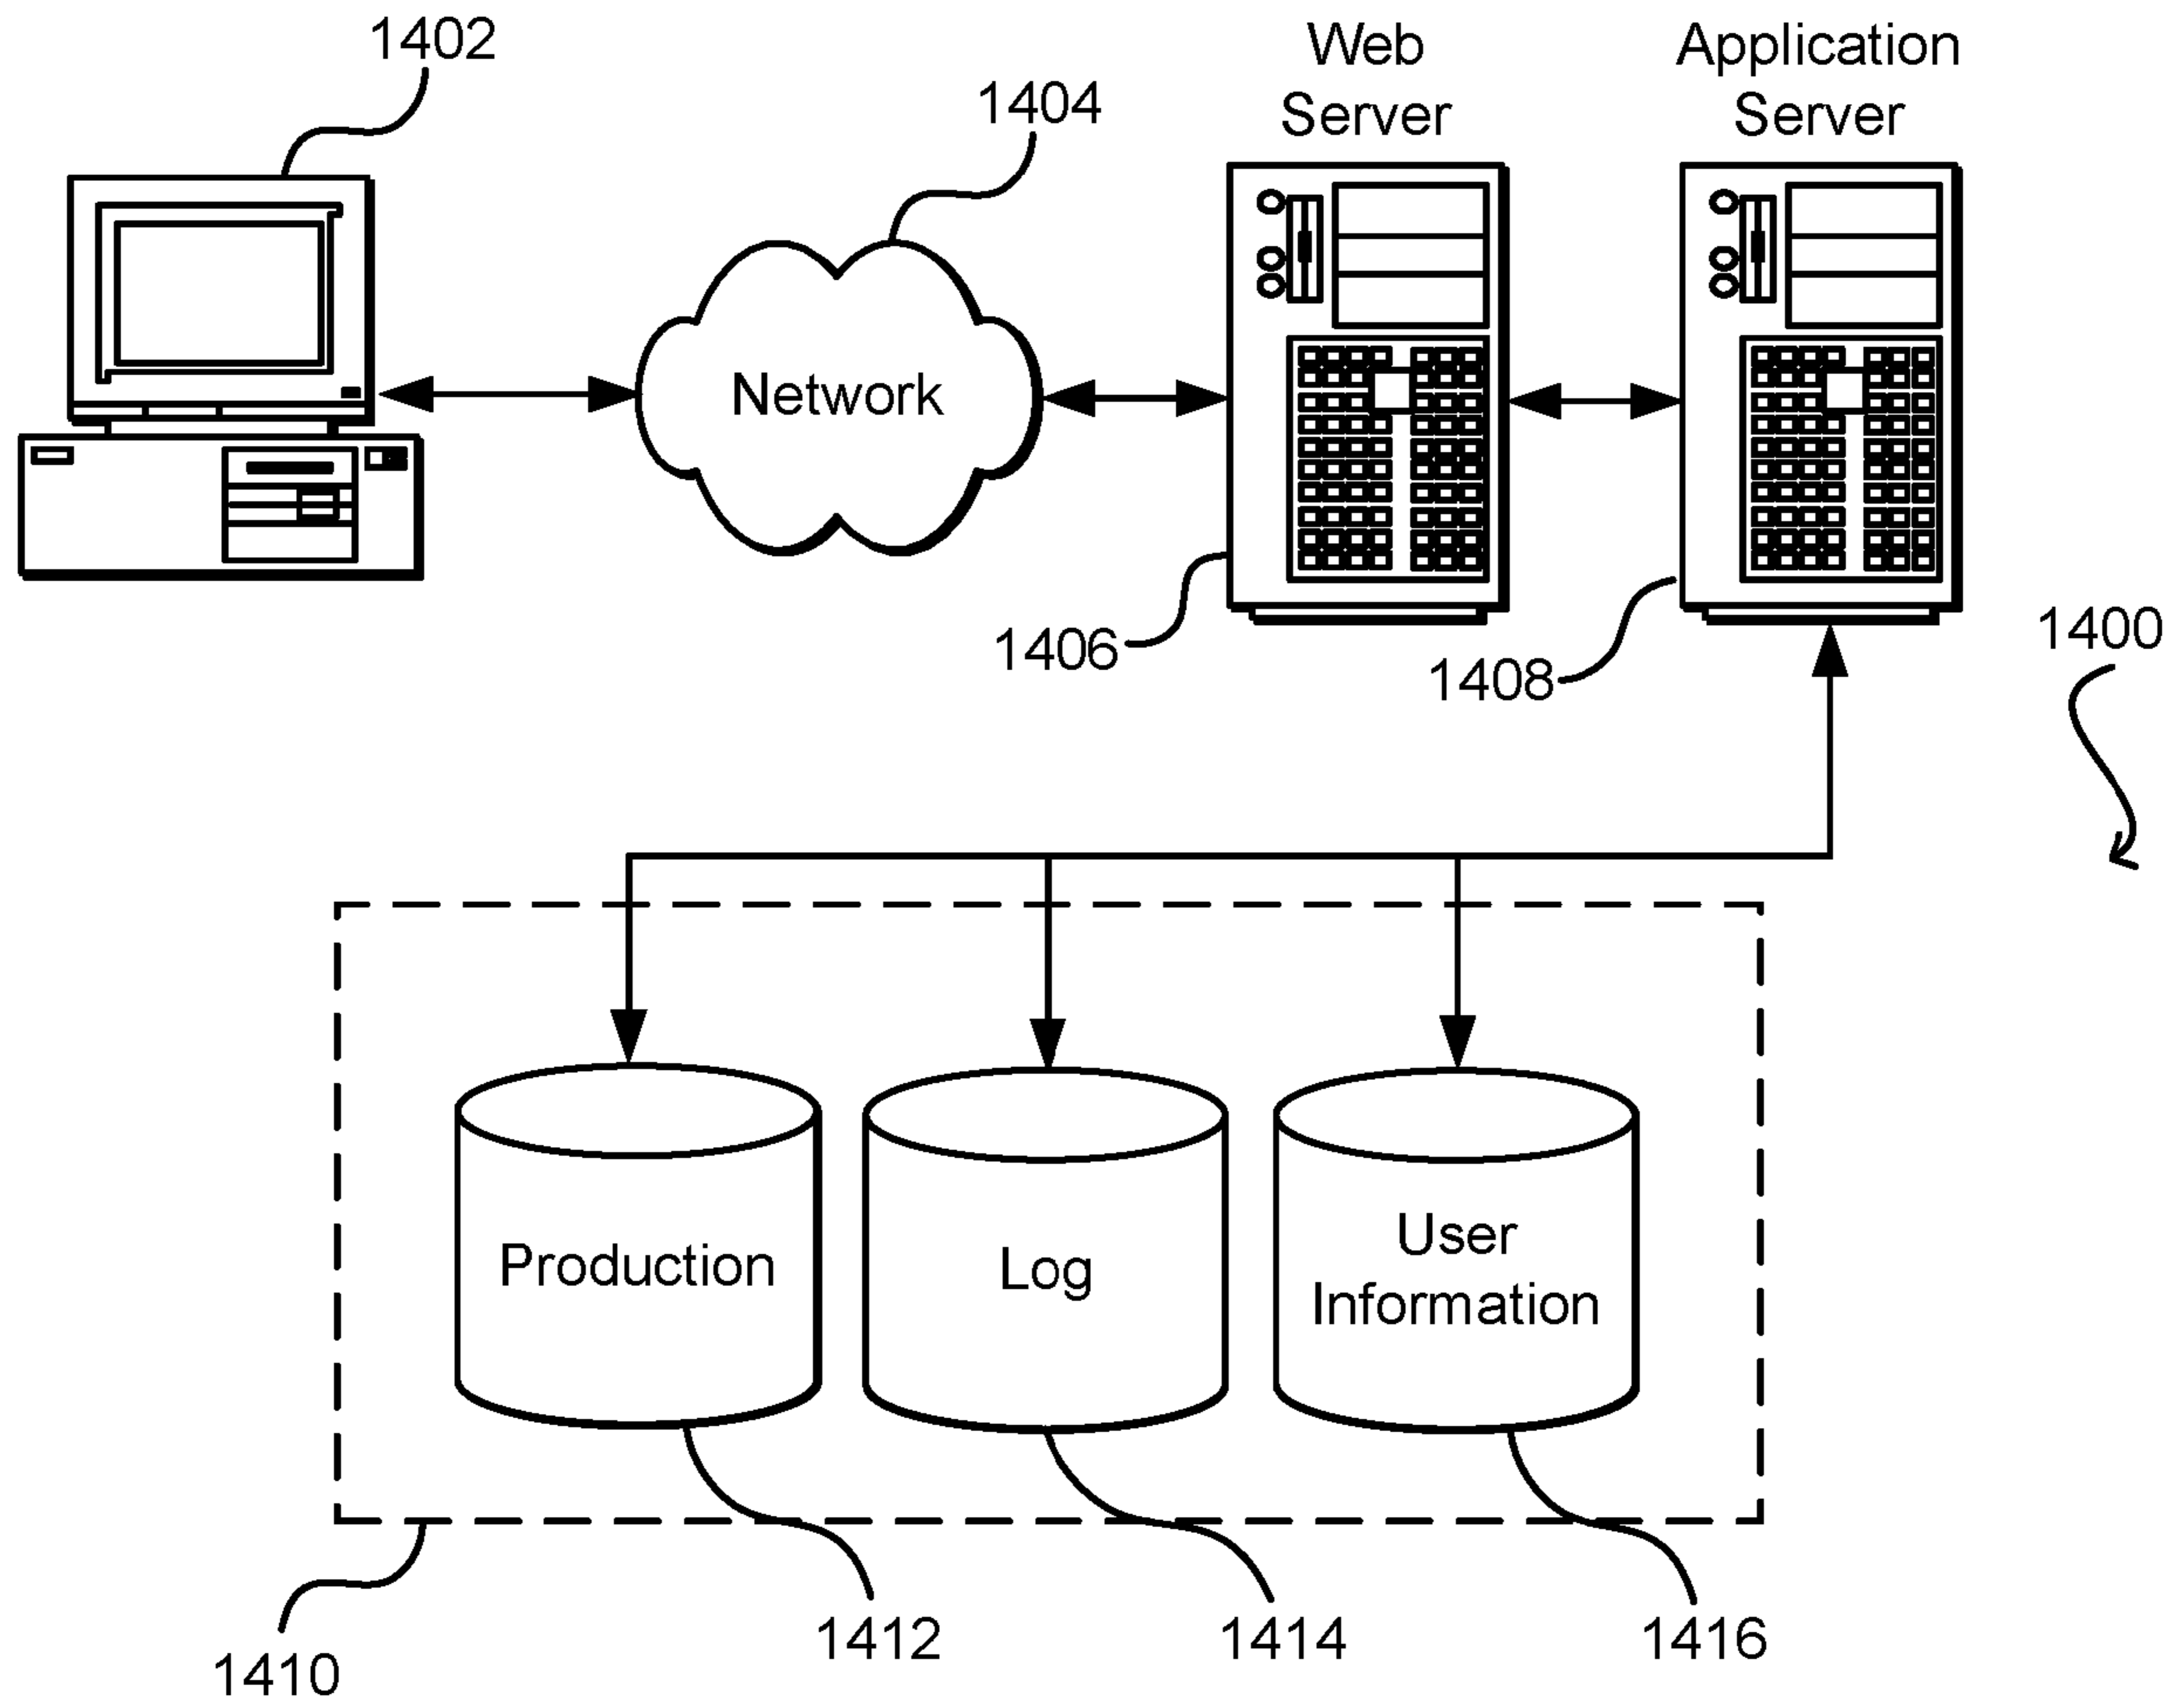 1402
1404
Web
Server
Application
Server
Network
1406
1408
1400
Production
Log
User
Information
1410
1412
1414
1416